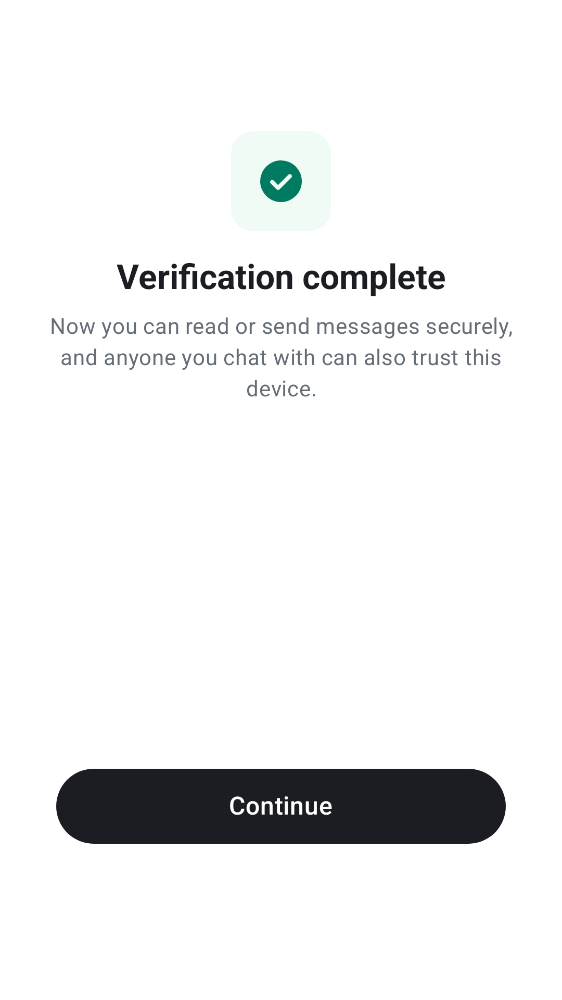 Verification complete
Now you can read or send messages securely,
and anyone you chat with can also trust this
device.
Continue